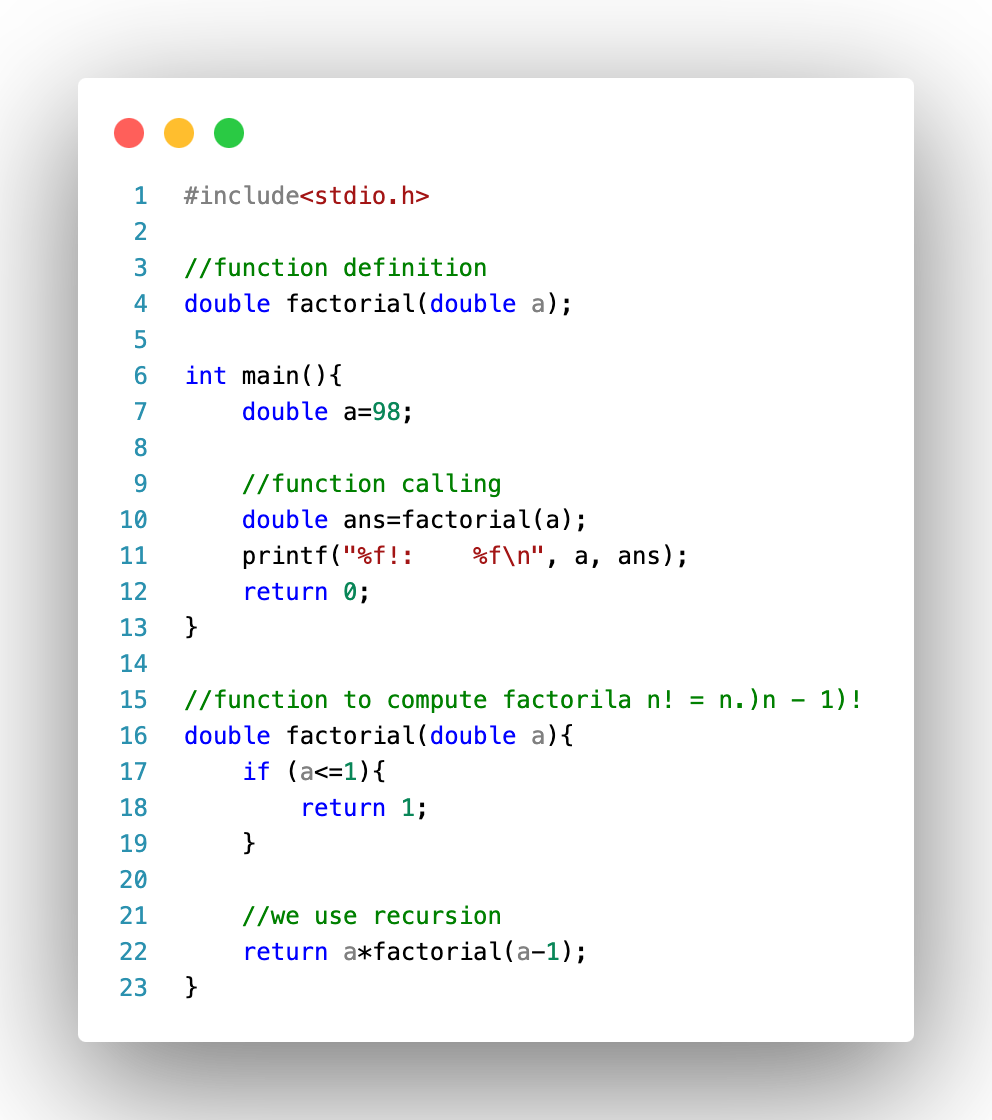 1 #include<stdio.h>
2
3 //function definition
4 double factorial(double a);
5
6 int main(){
7     double a=98;
8
9     //function calling
10     double ans=factorial(a);
11     printf("%f!:    %f\n", a, ans);
12     return 0;
13 }
14
15 //function to compute factorila n! = n.)n - 1)!
16 double factorial(double a){
17     if (a<=1){
18         return 1;
19     }
20
21     //we use recursion
22     return a*factorial(a-1);
23 }